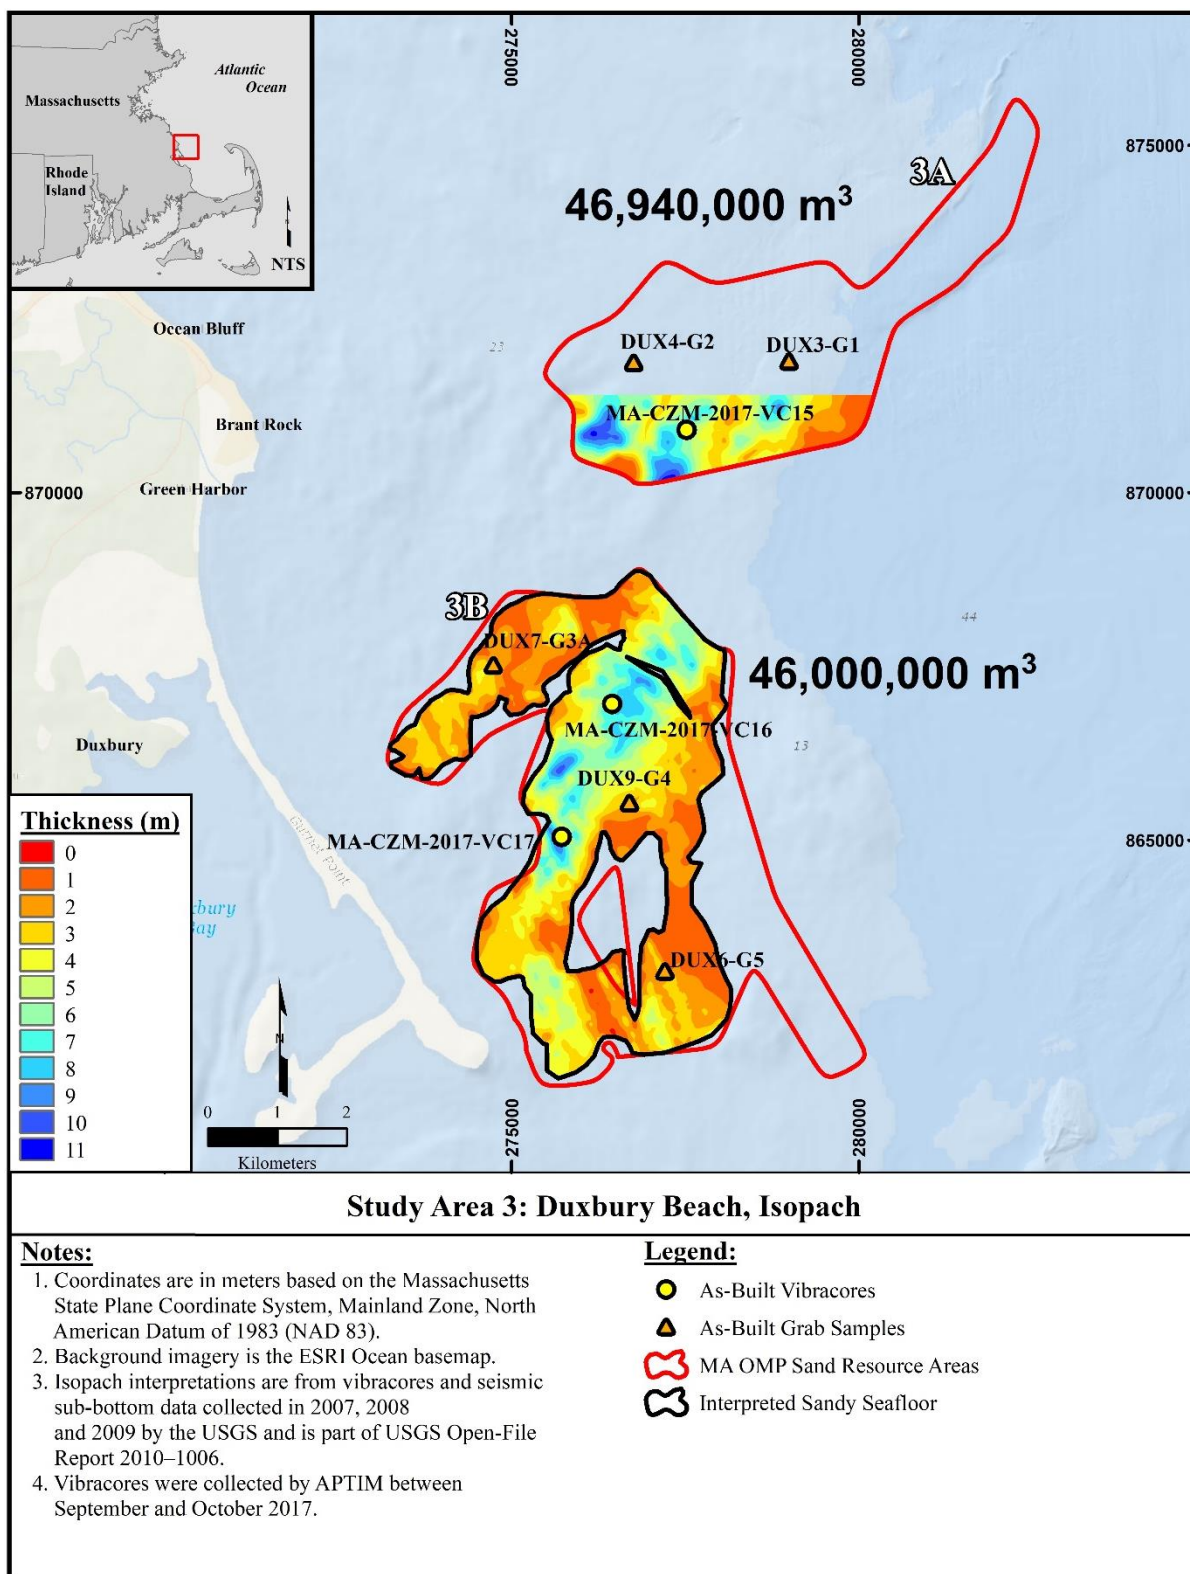 Atlantic
Ocean
Massachusetts
Rhode
Island
NTS
275000
280000
875000
3A
46,940,000 m³
Ocean Bluff
23
DUX4-G2
DUX3-G1
Brant Rock
MA-CZM-2017-VC15
Green Harbor
870000
870000
3B
DUX7-G3A
44
46,000,000 m³
MA-CZM-2017-VC16
Duxbury
13
DUX9-G4
MA-CZM-2017-VC17
865000
Gurnet Point
xbury
Bay
DUX6-G5
Thickness (m)
0
1
2
3
4
5
6
7
8
9
10
11
N
0 1 2
Kilometers
275000
280000
Study Area 3: Duxbury Beach, Isopach
Notes:
1. Coordinates are in meters based on the Massachusetts
State Plane Coordinate System, Mainland Zone, North
American Datum of 1983 (NAD 83).
2. Background imagery is the ESRI Ocean basemap.
3. Isopach interpretations are from vibracores and seismic
sub-bottom data collected in 2007, 2008
and 2009 by the USGS and is part of USGS Open-File
Report 2010–1006.
4. Vibracores were collected by APTIM between
September and October 2017.
Legend:
As-Built Vibracores
As-Built Grab Samples
MA OMP Sand Resource Areas
Interpreted Sandy Seafloor